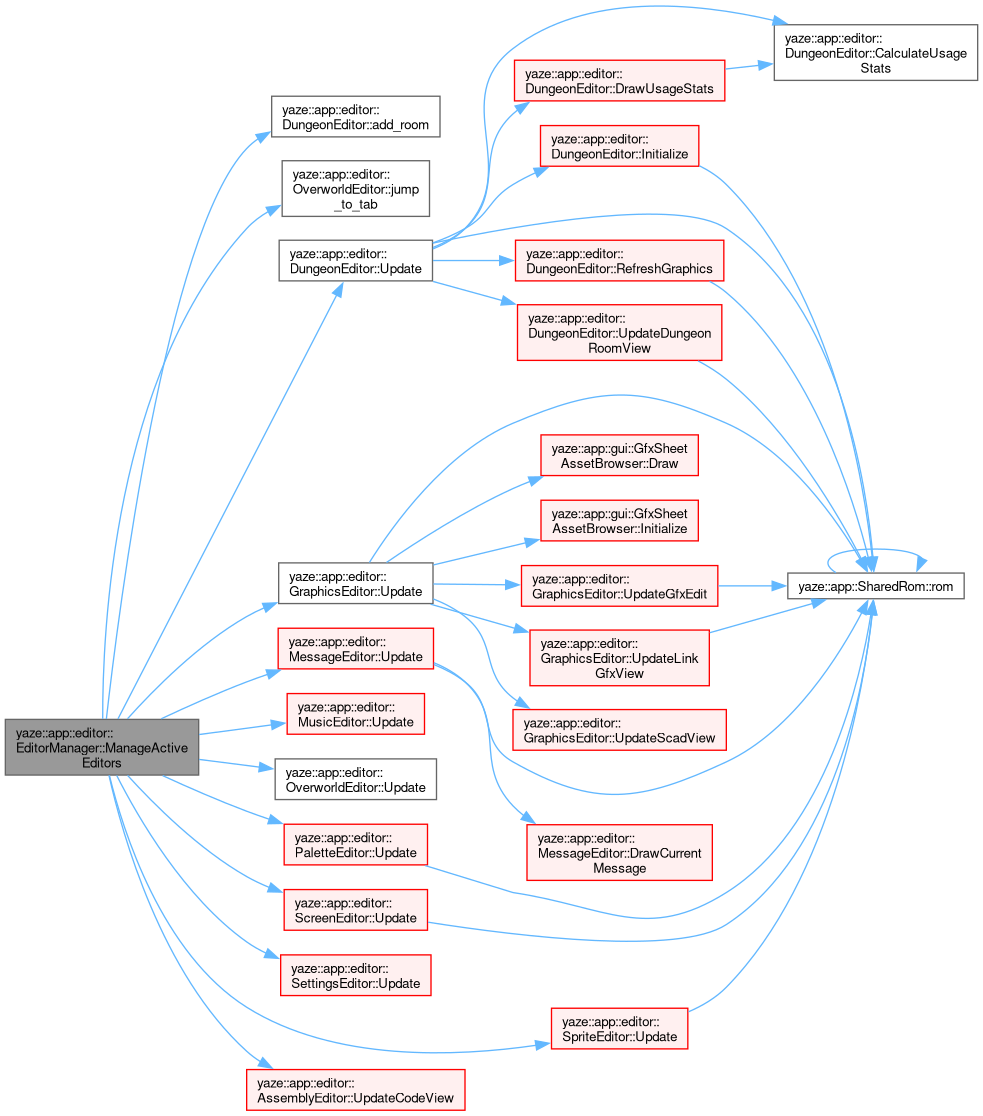 yaze::app::editor::
EditorManager::ManageActive
Editors
yaze::app::editor::
DungeonEditor::add_room
yaze::app::editor::
OverworldEditor::jump
_to_tab
yaze::app::editor::
DungeonEditor::Update
yaze::app::editor::
DungeonEditor::CalculateUsage
Stats
yaze::app::editor::
DungeonEditor::DrawUsageStats
yaze::app::editor::
DungeonEditor::Initialize
yaze::app::editor::
DungeonEditor::RefreshGraphics
yaze::app::editor::
DungeonEditor::UpdateDungeon
RoomView
yaze::app::SharedRom::rom
yaze::app::editor::
GraphicsEditor::Update
yaze::app::gui::GfxSheet
AssetBrowser::Draw
yaze::app::gui::GfxSheet
AssetBrowser::Initialize
yaze::app::editor::
GraphicsEditor::UpdateGfxEdit
yaze::app::editor::
GraphicsEditor::UpdateLink
GfxView
yaze::app::editor::
GraphicsEditor::UpdateScadView
yaze::app::editor::
MessageEditor::Update
yaze::app::editor::
MessageEditor::DrawCurrent
Message
yaze::app::editor::
MusicEditor::Update
yaze::app::editor::
OverworldEditor::Update
yaze::app::editor::
PaletteEditor::Update
yaze::app::editor::
ScreenEditor::Update
yaze::app::editor::
SettingsEditor::Update
yaze::app::editor::
SpriteEditor::Update
yaze::app::editor::
AssemblyEditor::UpdateCodeView